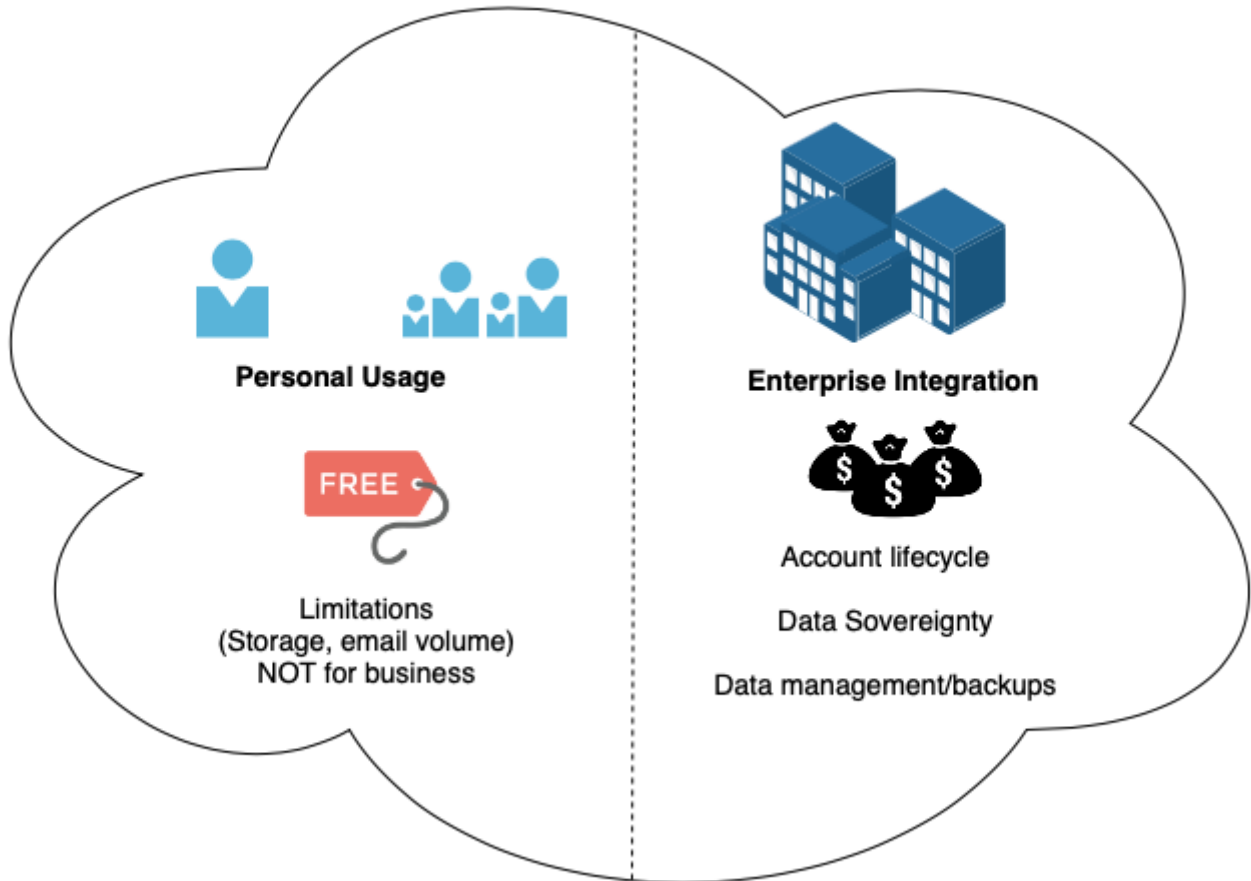 Personal Usage
FREE
Limitations
(Storage, email volume)
NOT for business
Enterprise Integration
$ $ $
Account lifecycle
Data Sovereignty
Data management/backups